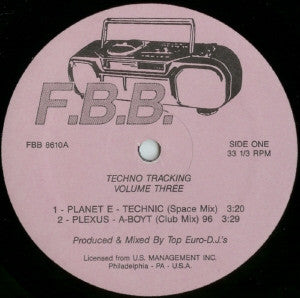 F.B.B.
FBB 8610A
SIDE ONE
33 1/3 RPM
TECHNO TRACKING
VOLUME THREE
1 - PLANET E - TECHNIC (Space Mix) 3:20
2 - PLEXUS - A-BOYT (Club Mix) 96 3:29
Produced & Mixed By Top Euro-D.J.'s
Licensed from U.S. MANAGEMENT INC.
Philadelphia - PA - U.S.A.